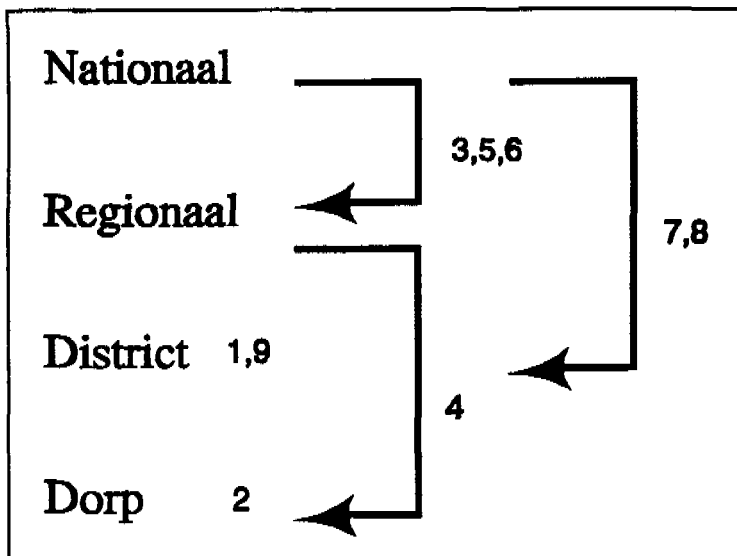 Nationaal
3,5,6
Regionaal
7,8
District 1,9
4
Dorp 2